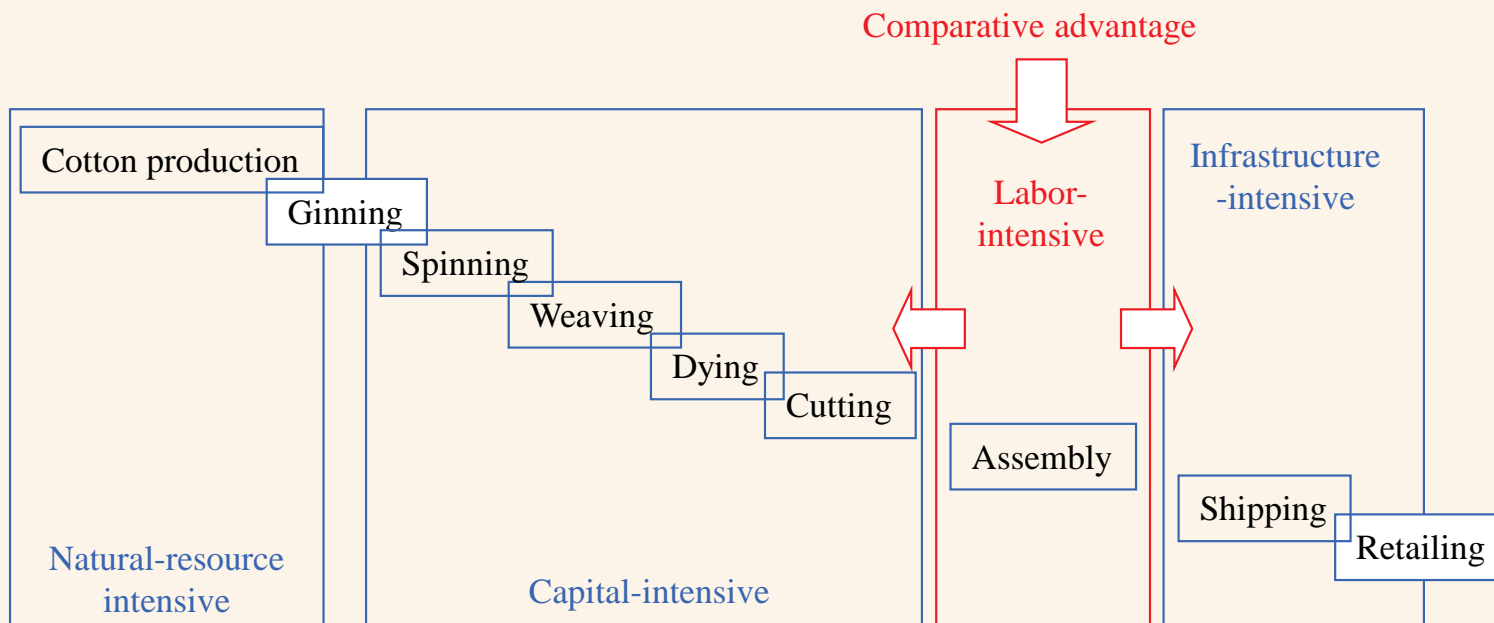 Comparative advantage
Cotton production
Ginning
Spinning
Weaving
Dying
Cutting
Natural-resource
intensive
Capital-intensive
Labor-
intensive
Assembly
Infrastructure
-intensive
Shipping
Retailing